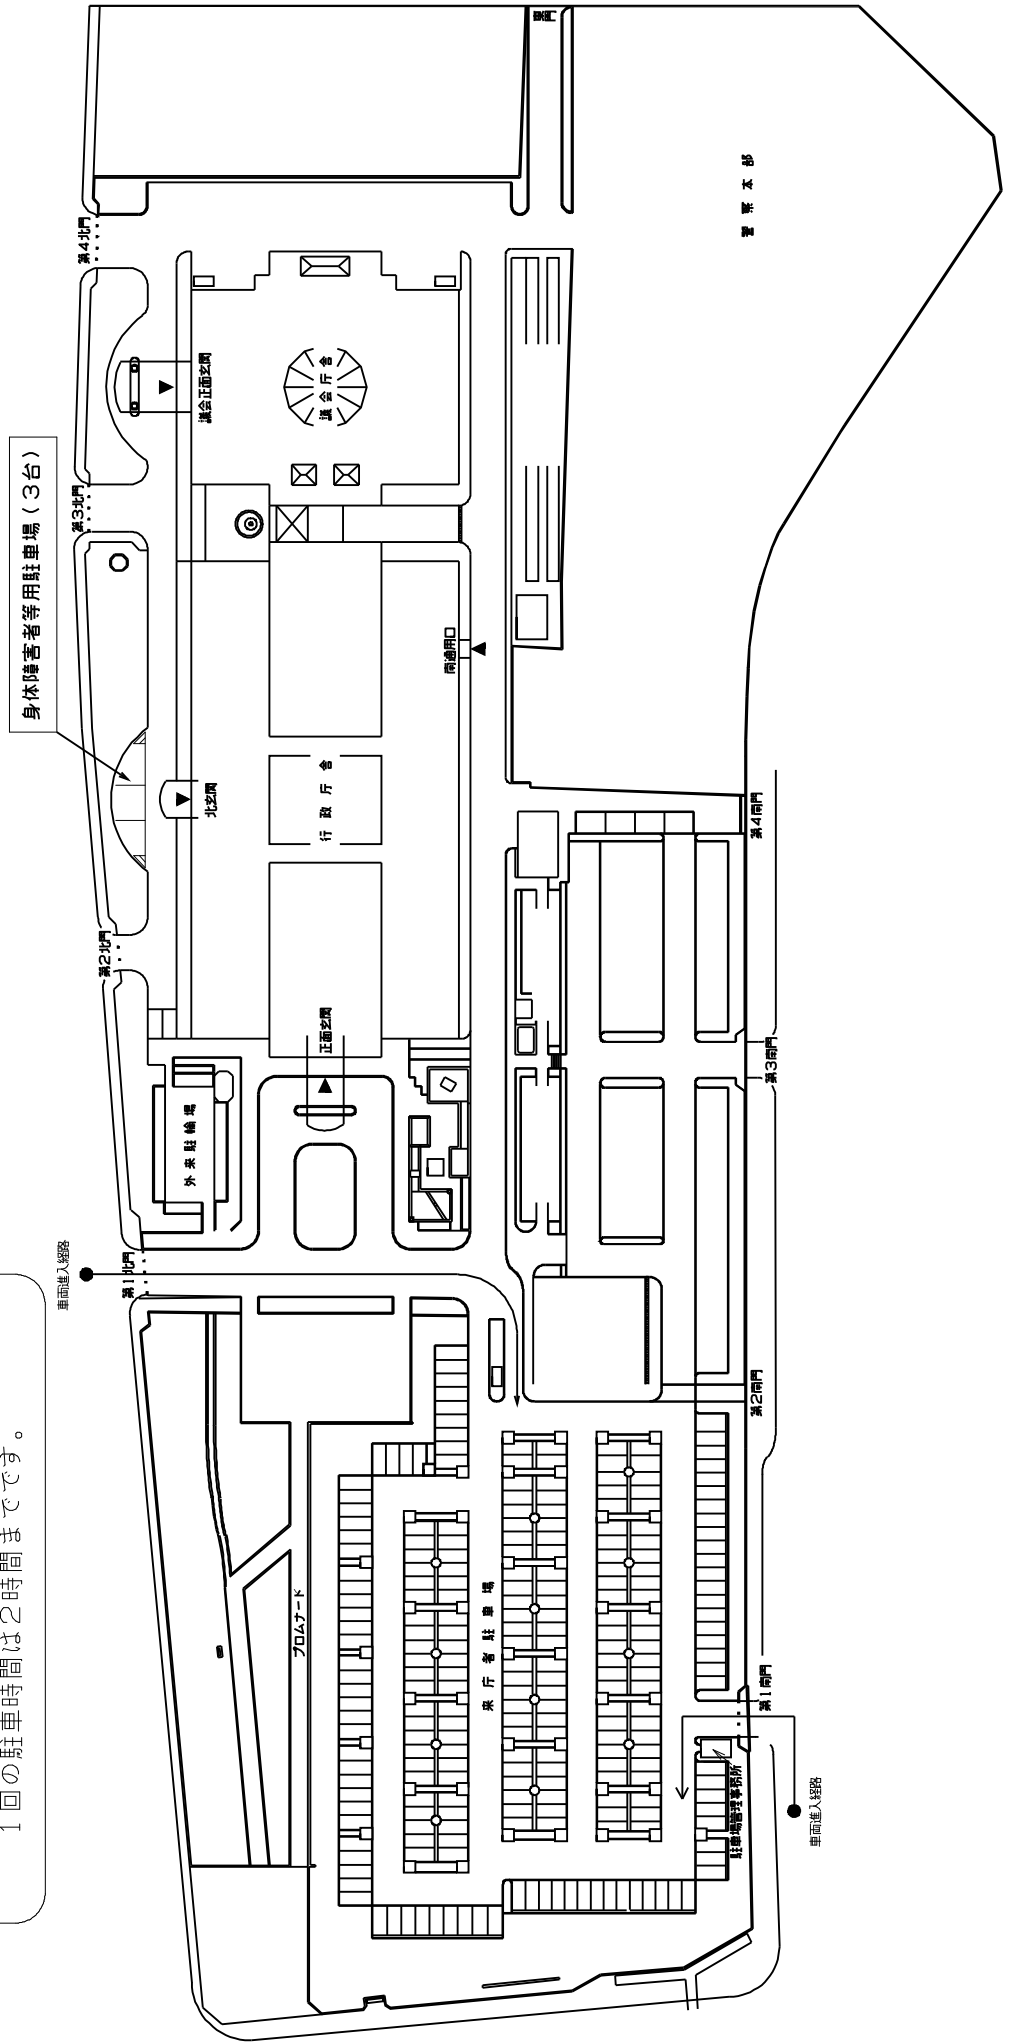 1回の駐車時間は2時間までです。
身体障害者等用駐車場(3台)
車両進入経路
第1北門
第2北門
第3北門
第4北門
東門
外来駐輪場
北玄関
議会正面玄関
プロムナード
正面玄関
行政庁舎
議会庁舎
南通用口
来庁者駐車場
警察本部
駐車場管理事務所
第1南門
第2南門
第3南門
第4南門
車両進入経路